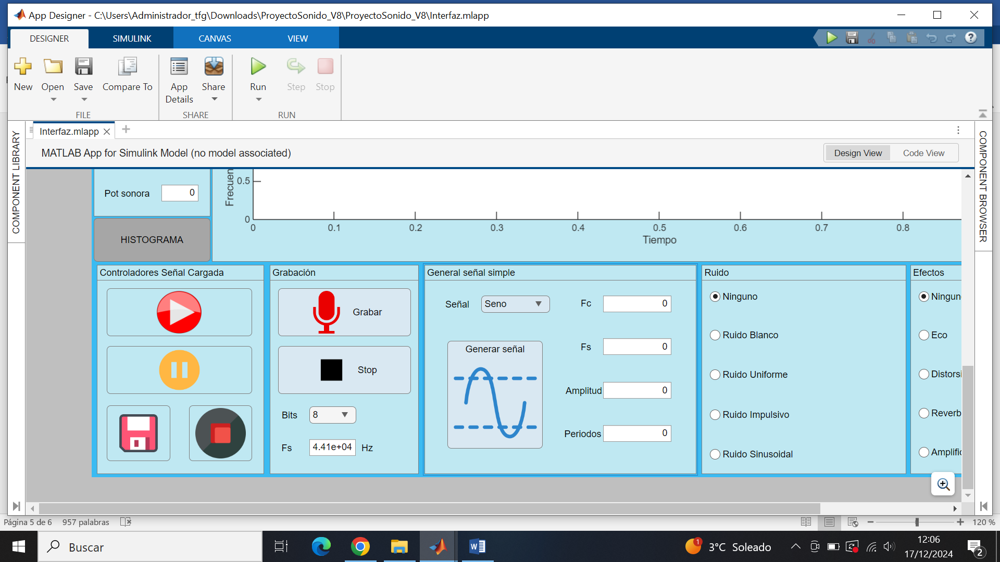 App Designer - C:\Users\Administrador_tfg\Downloads\ProyectoSonido_V8\ProyectoSonido_V8\Interfaz.mlapp
DESIGNER SIMULINK CANVAS VIEW
New Open Save Compare To App Details Share Run Step Stop
FILE SHARE RUN
Interfaz.mlapp
MATLAB App for Simulink Model (no model associated)
Design View Code View
COMPONENT LIBRARY
COMPONENT BROWSER
Pot sonora 0
HISTOGRAMA
Frecuen
0.5
0
0 0.1 0.2 0.3 0.4 0.5 0.6 0.7 0.8
Tiempo
Controladores Señal Cargada
Grabación
Grabar
Stop
Bits 8
Fs 4.41e+04 Hz
General señal simple
Señal Seno
Generar señal
Fc 0
Fs 0
Amplitud 0
Periodos 0
Ruido
Ninguno
Ruido Blanco
Ruido Uniforme
Ruido Impulsivo
Ruido Sinusoidal
Efectos
Ningun
Eco
Distorsi
Reverb
Amplific
Página 5 de 6 957 palabras 120 %
Buscar
1
3°C Soleado
12:06
17/12/2024
2